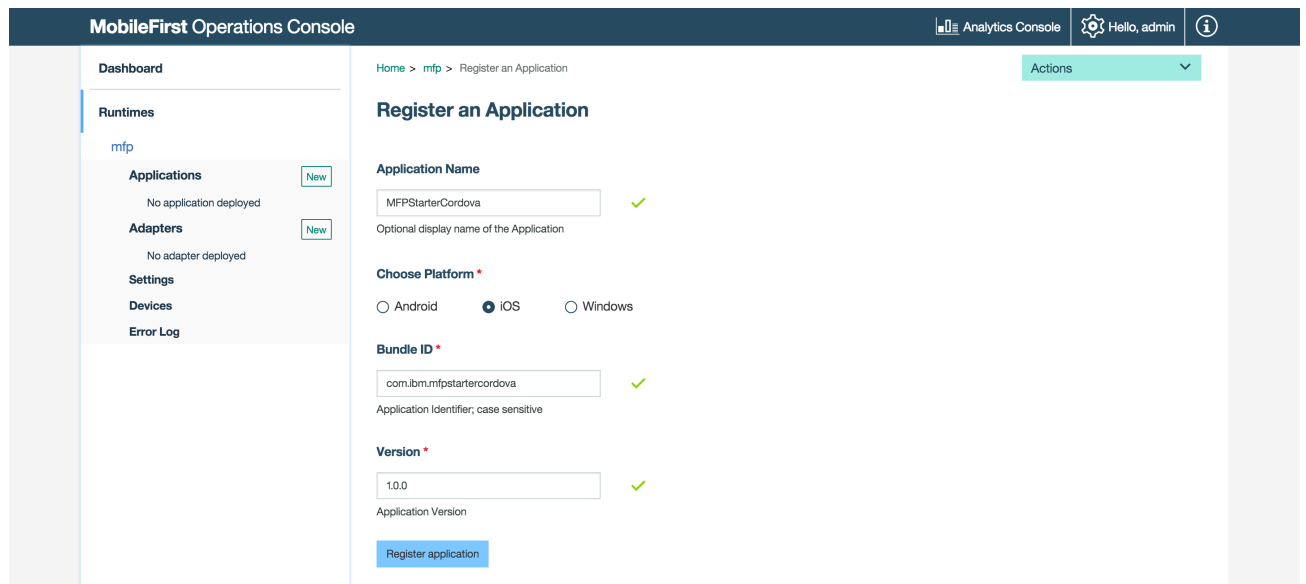 MobileFirst Operations Console
Analytics Console
Hello, admin
Dashboard
Runtimes
mfp
Applications
New
No application deployed
Adapters
New
No adapter deployed
Settings
Devices
Error Log
Home > mfp > Register an Application
Actions
Register an Application
Application Name
MFPStarterCordova
Optional display name of the Application
Choose Platform *
Android iOS Windows
Bundle ID *
com.ibm.mfpstartercordova
Application Identifier; case sensitive
Version *
1.0.0
Application Version
Register application